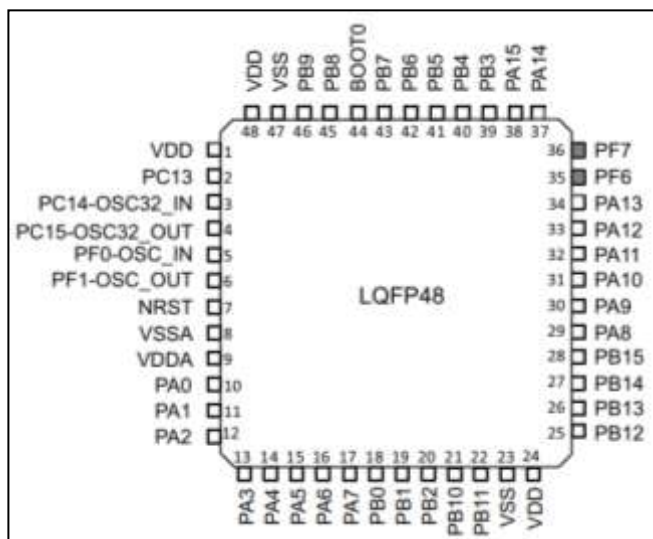 VDD VSS PB9 PB8 BOOT0 PB7 PB6 PB5 PB4 PB3 PA15 PA14
48 47 46 45 44 43 42 41 40 39 38 37
VDD 1
PC13 2
PC14-OSC32_IN 3
PC15-OSC32_OUT 4
PF0-OSC_IN 5
PF1-OSC_OUT 6
NRST 7
VSSA 8
VDDA 9
PA0 10
PA1 11
PA2 12
LQFP48
36 PF7
35 PF6
34 PA13
33 PA12
32 PA11
31 PA10
30 PA9
29 PA8
28 PB15
27 PB14
26 PB13
25 PB12
13 14 15 16 17 18 19 20 21 22 23 24
PA3 PA4 PA5 PA6 PA7 PB0 PB1 PB2 PB10 PB11 VSS VDD